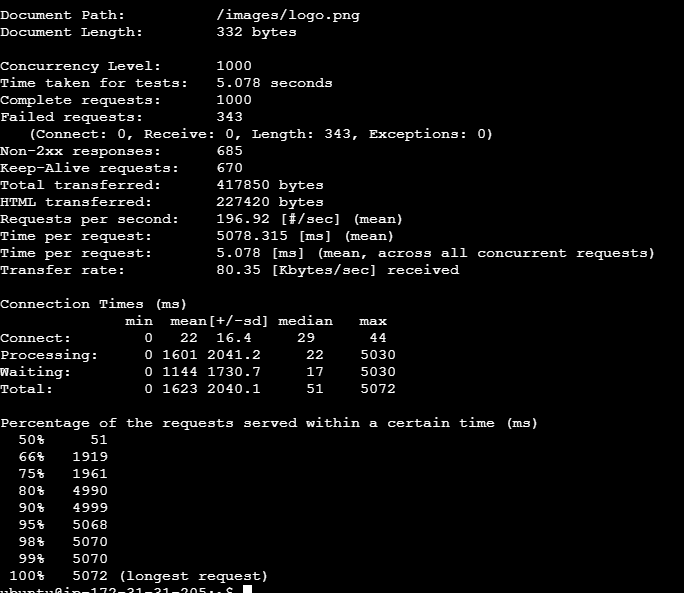 Document Path: /images/logo.png
Document Length: 332 bytes
Concurrency Level: 1000
Time taken for tests: 5.078 seconds
Complete requests: 1000
Failed requests: 343
(Connect: 0, Receive: 0, Length: 343, Exceptions: 0)
Non-2xx responses: 685
Keep-Alive requests: 670
Total transferred: 417850 bytes
HTML transferred: 227420 bytes
Requests per second: 196.92 [#/sec] (mean)
Time per request: 5078.315 [ms] (mean)
Time per request: 5.078 [ms] (mean, across all concurrent requests)
Transfer rate: 80.35 [Kbytes/sec] received
Connection Times (ms)
min mean[+/-sd] median max
Connect: 0 22 16.4 29 44
Processing: 0 1601 2041.2 22 5030
Waiting: 0 1144 1730.7 17 5030
Total: 0 1623 2040.1 51 5072
Percentage of the requests served within a certain time (ms)
50% 51
66% 1919
75% 1961
80% 4990
90% 4999
95% 5068
98% 5070
99% 5070
100% 5072 (longest request)
ubuntu@ip-172-31-31-205:~$